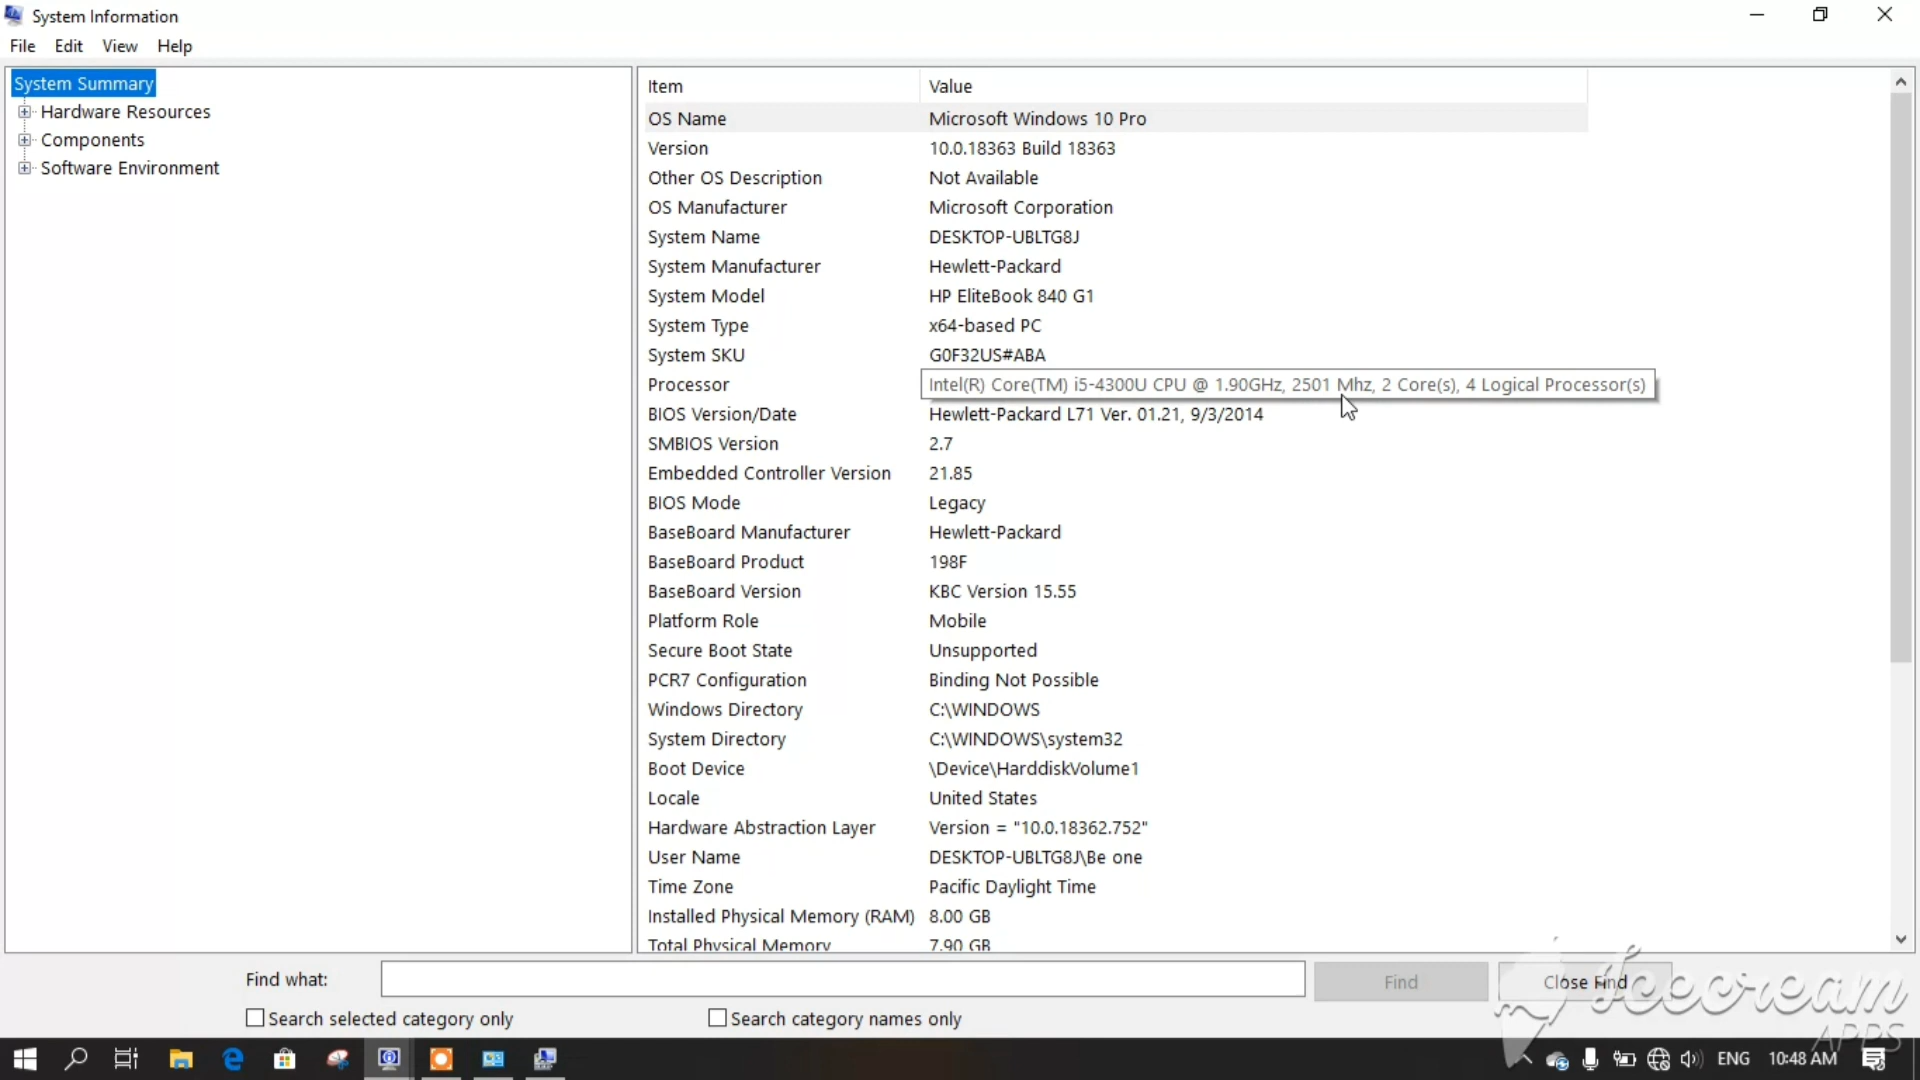 System Information
File Edit View Help
System Summary
Hardware Resources
Components
Software Environment
Item Value
OS Name Microsoft Windows 10 Pro
Version 10.0.18363 Build 18363
Other OS Description Not Available
OS Manufacturer Microsoft Corporation
System Name DESKTOP-UBLTG8J
System Manufacturer Hewlett-Packard
System Model HP EliteBook 840 G1
System Type x64-based PC
System SKU G0F32US#ABA
Processor Intel(R) Core(TM) i5-4300U CPU @ 1.90GHz, 2501 Mhz, 2 Core(s), 4 Logical Processor(s)
BIOS Version/Date Hewlett-Packard L71 Ver. 01.21, 9/3/2014
SMBIOS Version 2.7
Embedded Controller Version 21.85
BIOS Mode Legacy
BaseBoard Manufacturer Hewlett-Packard
BaseBoard Product 198F
BaseBoard Version KBC Version 15.55
Platform Role Mobile
Secure Boot State Unsupported
PCR7 Configuration Binding Not Possible
Windows Directory C:\WINDOWS
System Directory C:\WINDOWS\system32
Boot Device \Device\HarddiskVolume1
Locale United States
Hardware Abstraction Layer Version = "10.0.18362.752"
User Name DESKTOP-UBLTG8J\Be one
Time Zone Pacific Daylight Time
Installed Physical Memory (RAM) 8.00 GB
Total Physical Memory 7.90 GB
Find what: Find Close Find
Icecream
APPS
Search selected category only Search category names only
ENG 10:48 AM